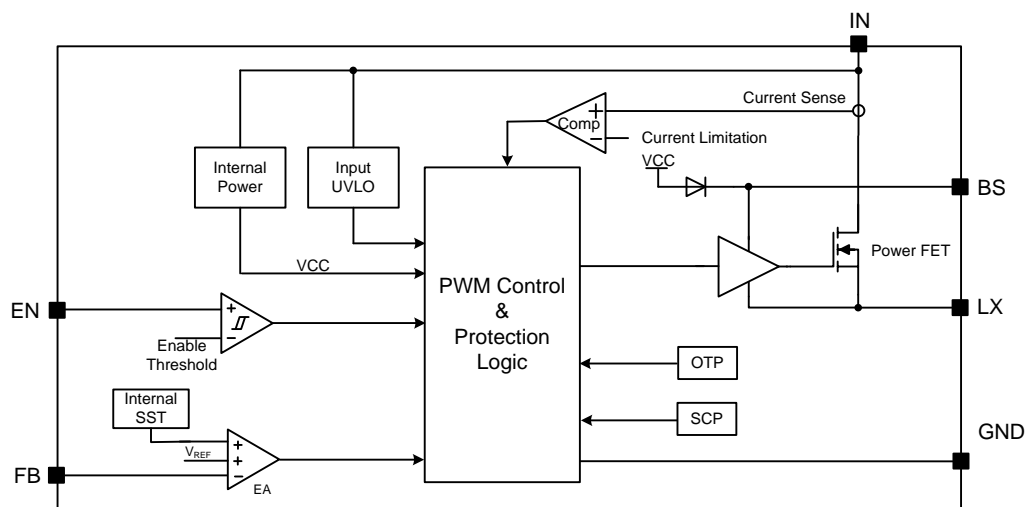 IN
Current Sense
+
Comp
−
Current Limitation
VCC
Internal
Power
Input
UVLO
BS
Power FET
VCC
PWM Control
&
Protection
Logic
EN
+
−
Enable
Threshold
LX
OTP
Internal
SST
SCP
GND
+
VREF
+
−
FB
EA